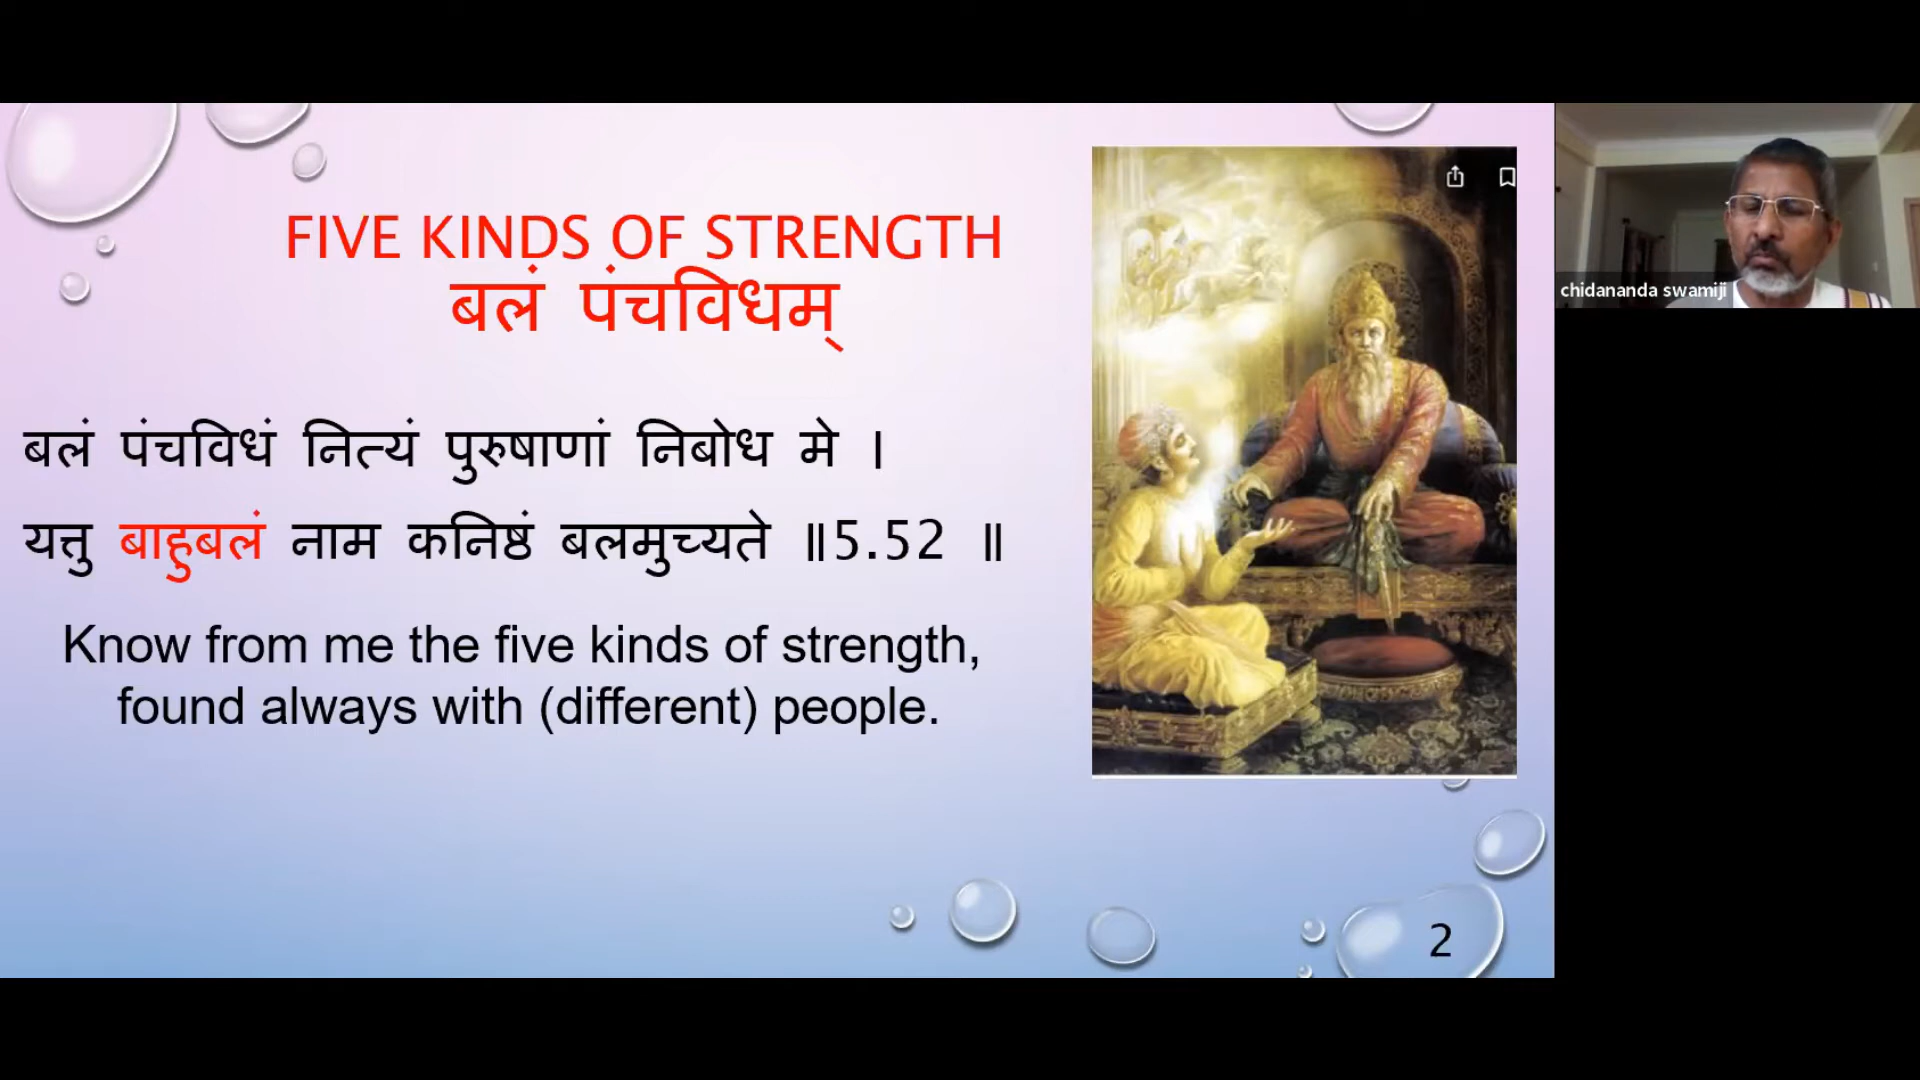 FIVE KINDS OF STRENGTH
बलं पंचविधम्
बलं पंचविधं नित्यं पुरुषाणां निबोध मे ।
यत्तु बाहुबलं नाम कनिष्ठं बलमुच्यते ॥5.52 ॥
Know from me the five kinds of strength,
found always with (different) people.
2
chidananda swamiji